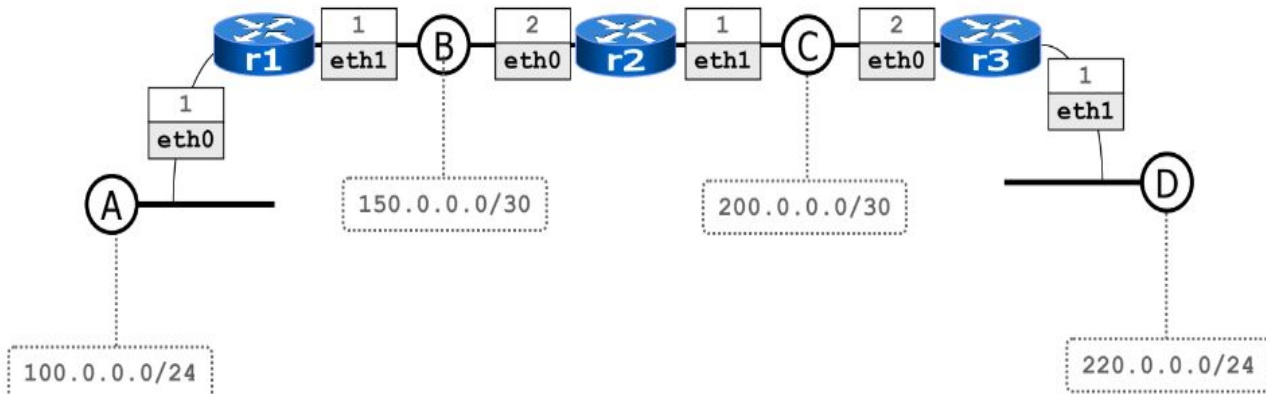 r1
1
eth1
B
2
eth0
r2
1
eth1
C
2
eth0
r3
1
eth0
1
eth1
A
150.0.0.0/30
200.0.0.0/30
D
100.0.0.0/24
220.0.0.0/24